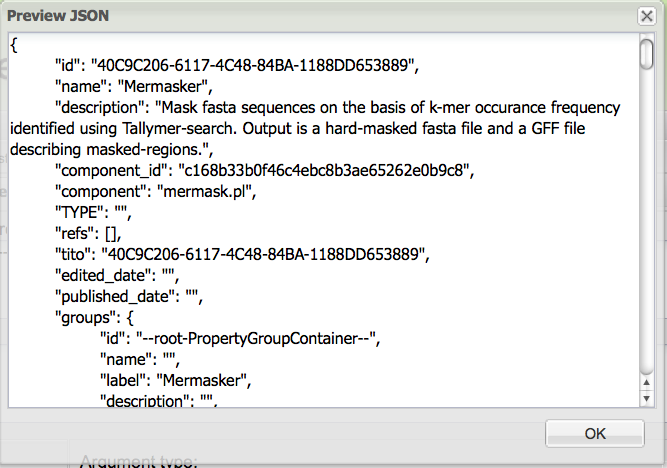 Preview JSON
{
"id": "40C9C206-6117-4C48-84BA-1188DD653889",
"name": "Mermasker",
"description": "Mask fasta sequences on the basis of k-mer occurance frequency
identified using Tallymer-search. Output is a hard-masked fasta file and a GFF file
describing masked-regions.",
"component_id": "c168b33b0f46c4ebc8b3ae65262e0b9c8",
"component": "mermask.pl",
"TYPE": "",
"refs": [],
"tito": "40C9C206-6117-4C48-84BA-1188DD653889",
"edited_date": "",
"published_date": "",
"groups": {
"id": "--root-PropertyGroupContainer--",
"name": "",
"label": "Mermasker",
"description": "",
OK
Argument type: